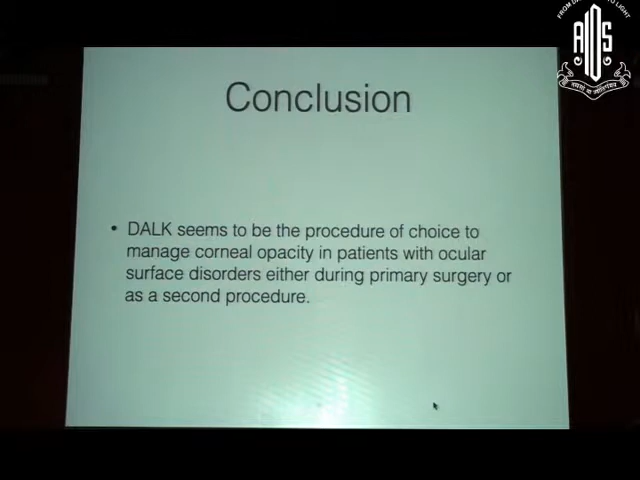 AIOS
Conclusion
• DALK seems to be the procedure of choice to
manage corneal opacity in patients with ocular
surface disorders either during primary surgery or
as a second procedure.